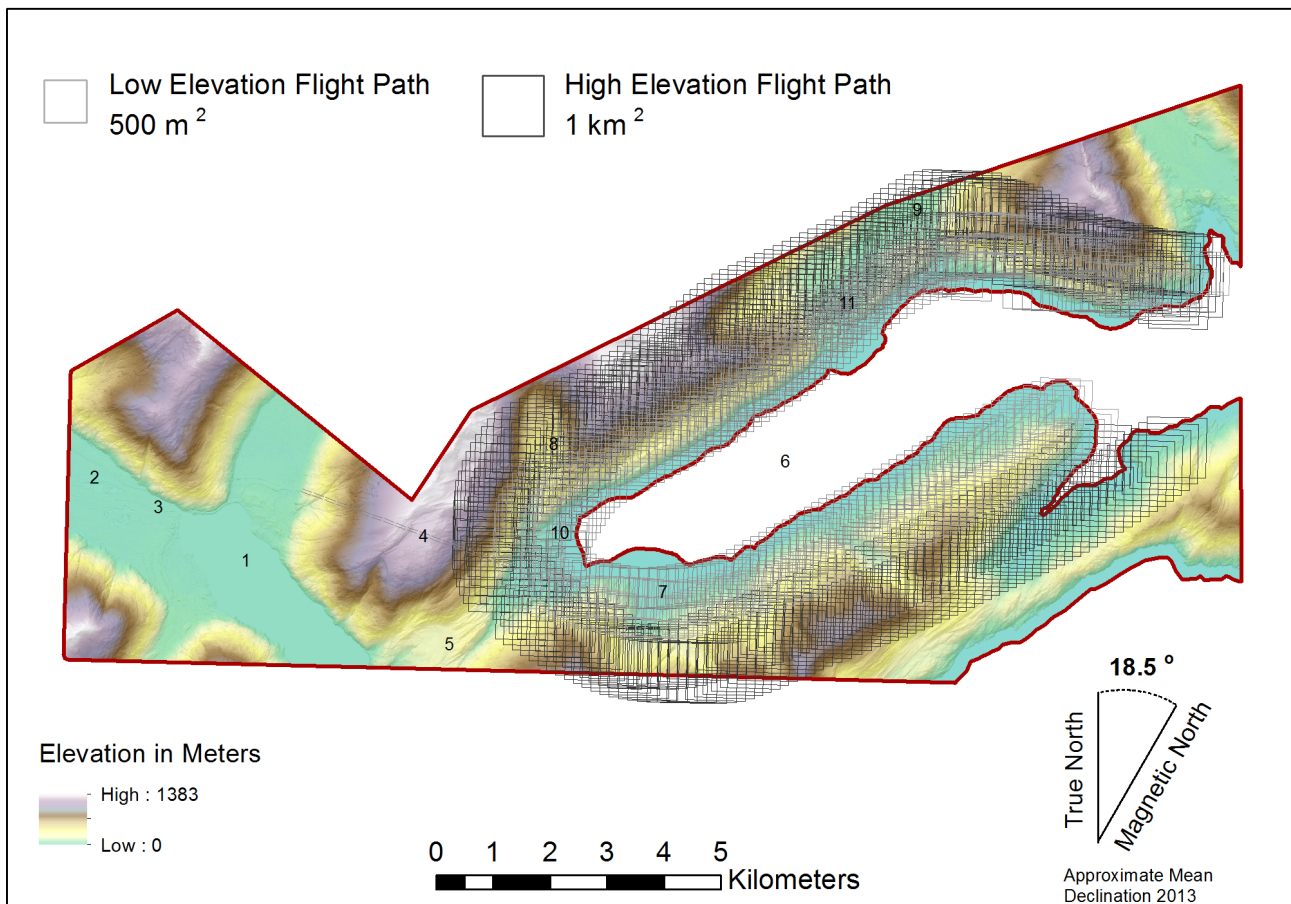 Low Elevation Flight Path
500 m 2
High Elevation Flight Path
1 km 2
9
11
8
6
2
3
4
10
1
7
5
18.5 o
True North
Magnetic North
Approximate Mean
Declination 2013
Elevation in Meters
High : 1383
Low : 0
0 1 2 3 4 5
Kilometers